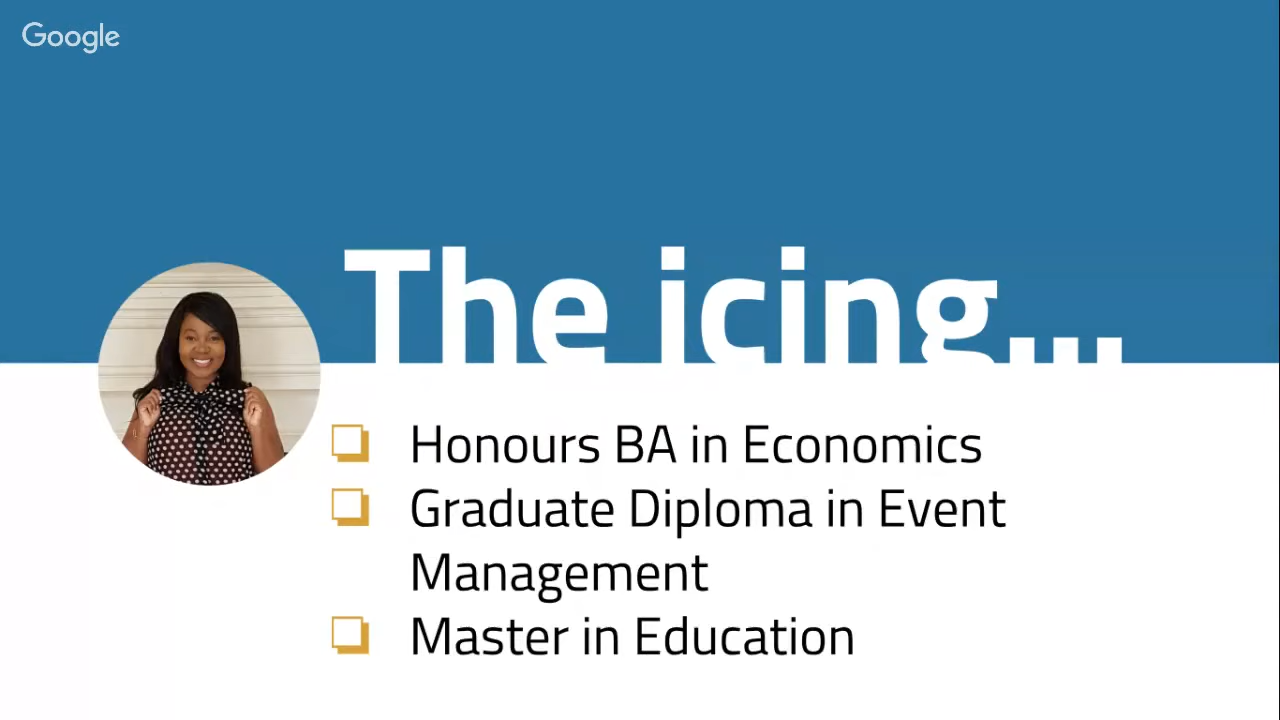 Google
The icing...
Honours BA in Economics
Graduate Diploma in Event
Management
Master in Education